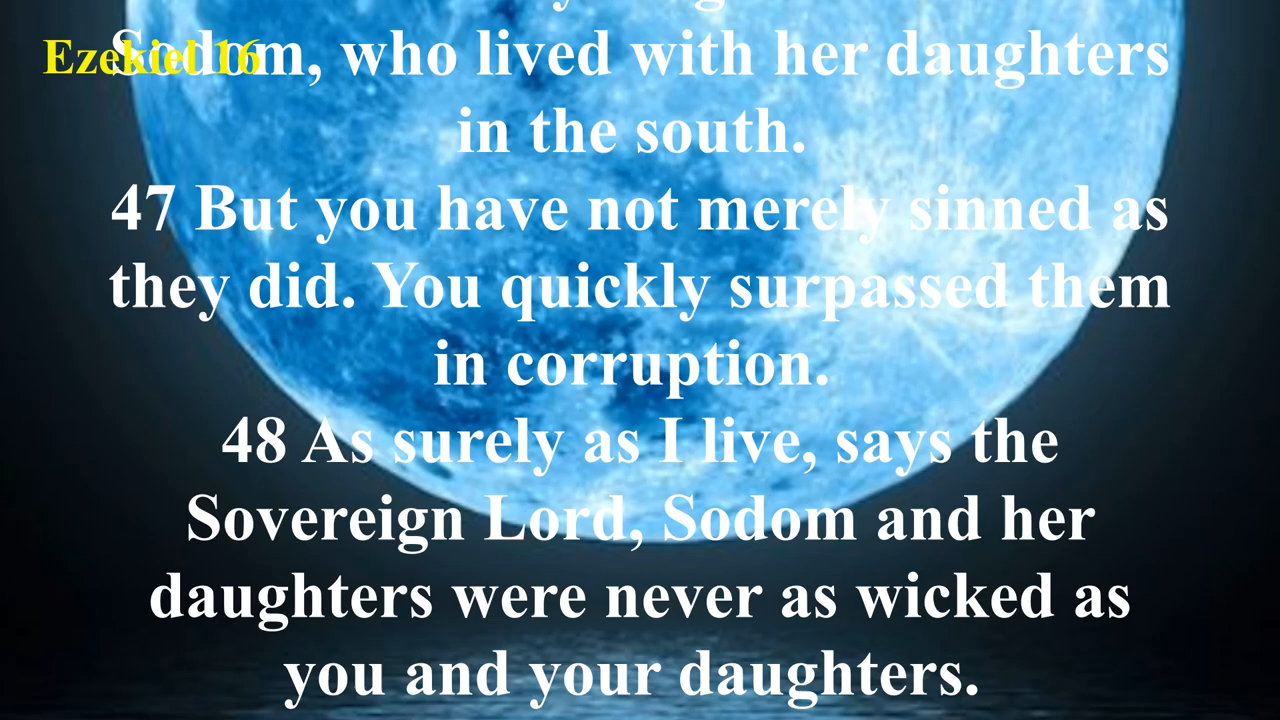 Ezekiel 16
Sodom, who lived with her daughters
in the south.
47 But you have not merely sinned as
they did. You quickly surpassed them
in corruption.
48 As surely as I live, says the
Sovereign Lord, Sodom and her
daughters were never as wicked as
you and your daughters.